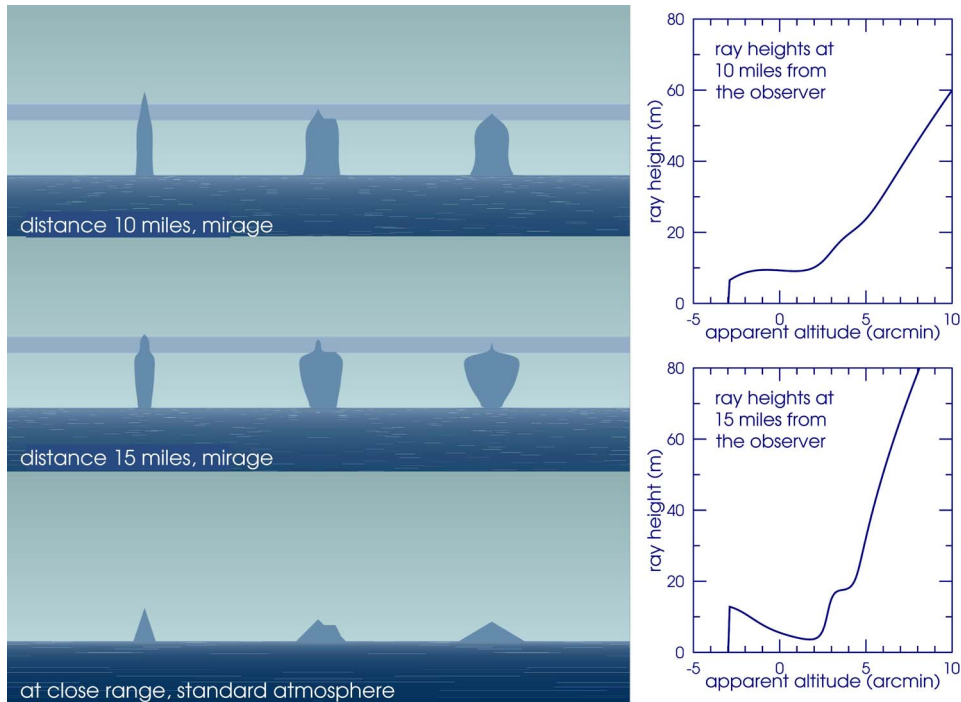 distance 10 miles, mirage
distance 15 miles, mirage
at close range, standard atmosphere
80
60
40
20
0
ray height (m)
ray heights at
10 miles from
the observer
-5 0 5 10
apparent altitude (arcmin)
80
60
40
20
0
ray height (m)
ray heights at
15 miles from
the observer
-5 0 5 10
apparent altitude (arcmin)